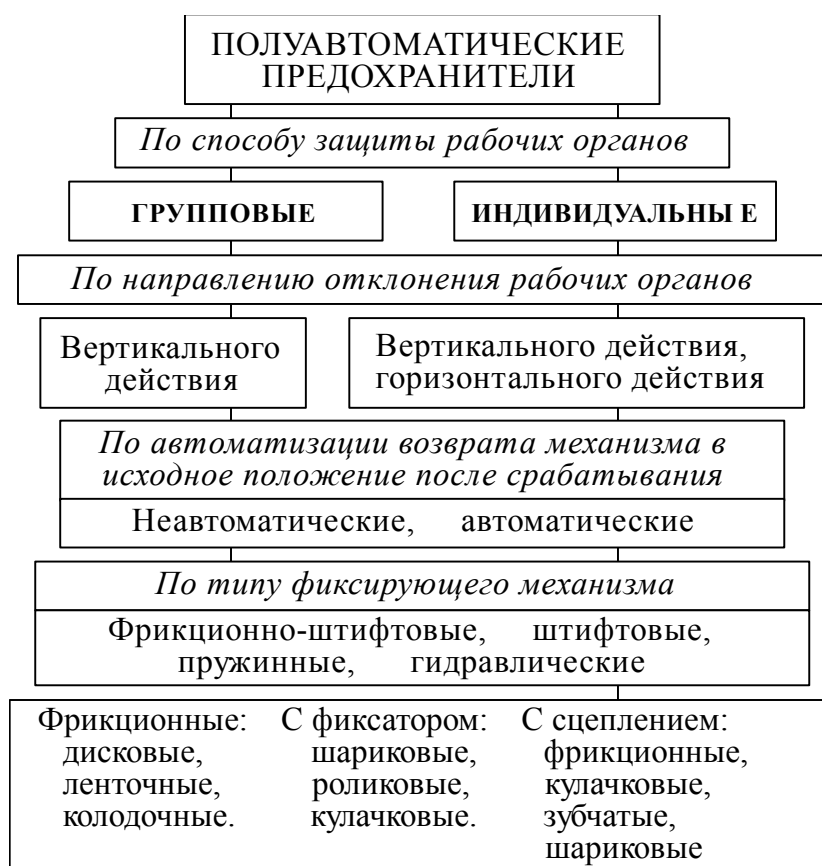 ПОЛУАВТОМАТИЧЕСКИЕ
ПРЕДОХРАНИТЕЛИ
По способу защиты рабочих органов
ГРУППОВЫЕ
ИНДИВИДУАЛЬНЫ Е
По направлению отклонения рабочих органов
Вертикального
действия
Вертикального действия,
горизонтального действия
По автоматизации возврата механизма в
исходное положение после срабатывания
Неавтоматические, автоматические
По типу фиксирующего механизма
Фрикционно-штифтовые, штифтовые,
пружинные, гидравлические
Фрикционные:
дисковые,
ленточные,
колодочные.
С фиксатором:
шариковые,
роликовые,
кулачковые.
С сцеплением:
фрикционные,
кулачковые,
зубчатые,
шариковые